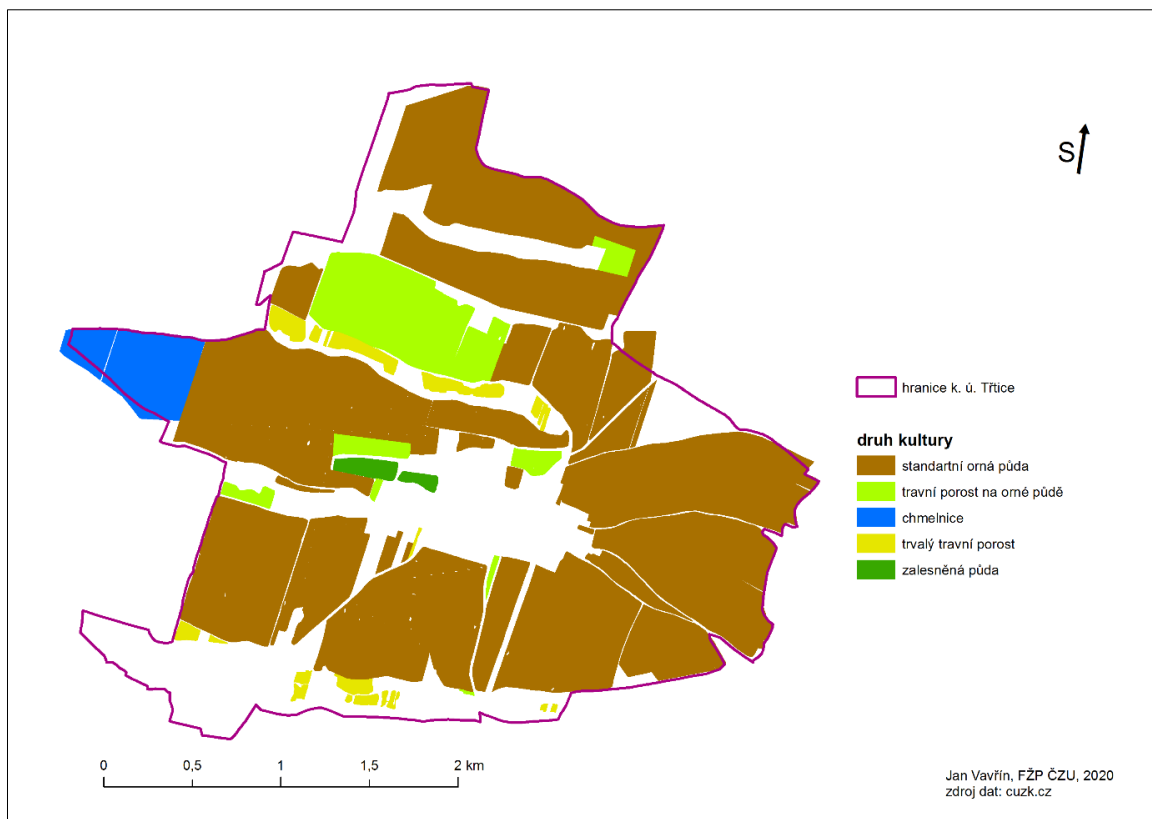 S
hranice k. ú. Třtice
druh kultury
standartní orná půda
travní porost na orné půdě
chmelnice
trvalý travní porost
zalesněná půda
0 0,5 1 1,5 2 km
Jan Vavřín, FŽP ČZU, 2020
zdroj dat: cuzk.cz